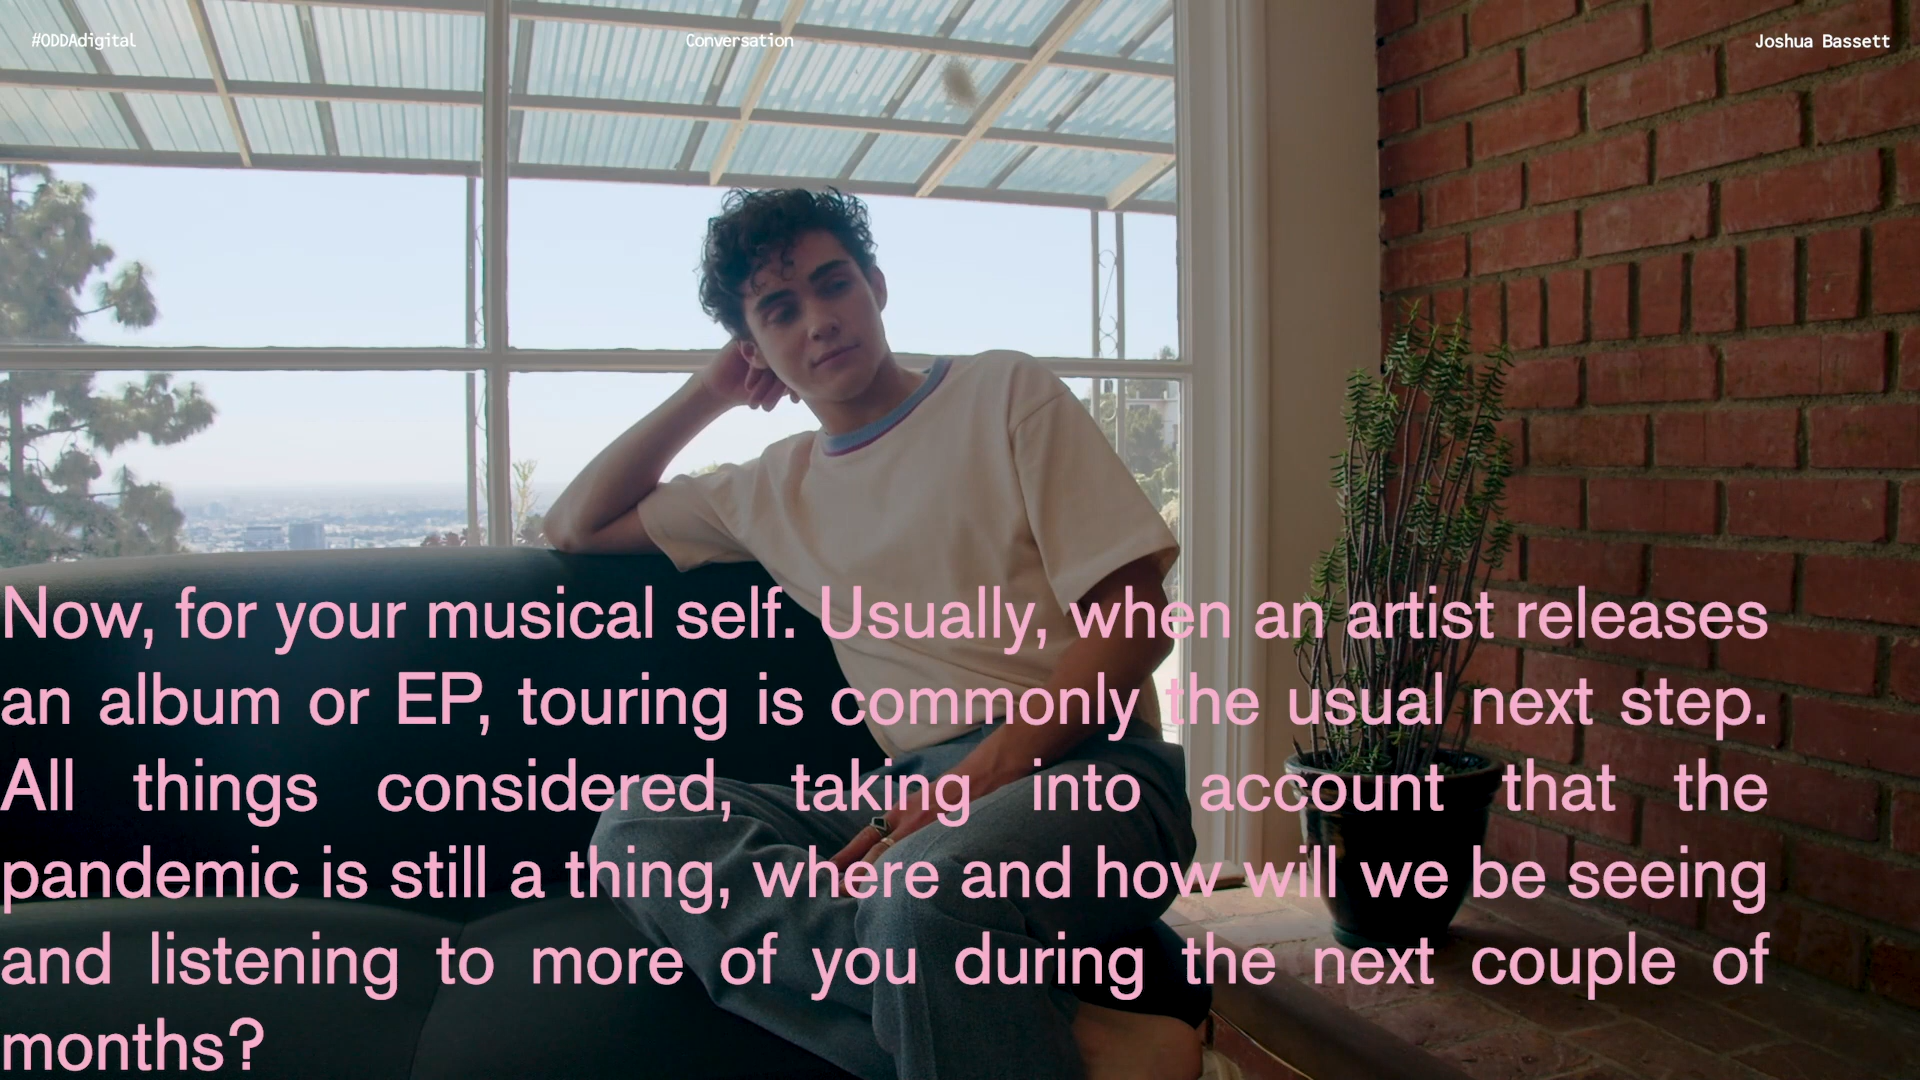 #ODDAdigital
Conversation
Joshua Bassett
Now, for your musical self. Usually, when an artist releases
an album or EP, touring is commonly the usual next step.
All things considered, taking into account that the
pandemic is still a thing, where and how will we be seeing
and listening to more of you during the next couple of
months?